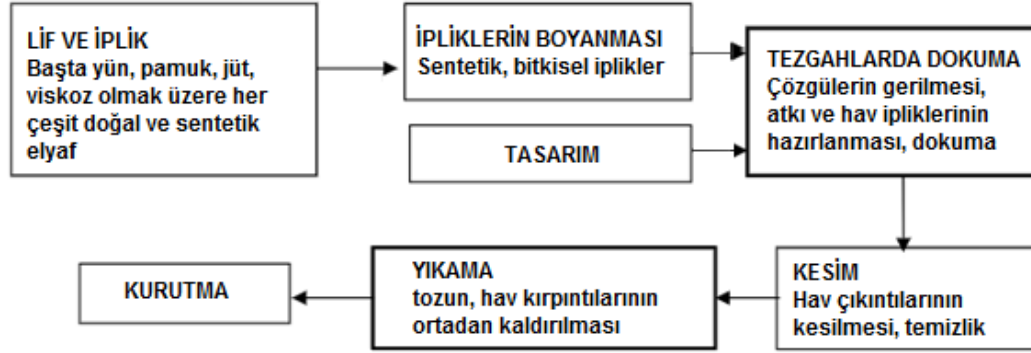 LİF VE İPLİK
Başta yün, pamuk, jüt,
viskoz olmak üzere her
çeşit doğal ve sentetik
elyaf
İPLİKLERİN BOYANMASI
Sentetik, bitkisel iplikler
TASARIM
TEZGAHLARDA DOKUMA
Çözgülerin gerilmesi,
atkı ve hav ipliklerinin
hazırlanması, dokuma
KESİM
Hav çıkıntılarının
kesilmesi, temizlik
YIKAMA
tozun, hav kırpıntılarının
ortadan kaldırılması
KURUTMA